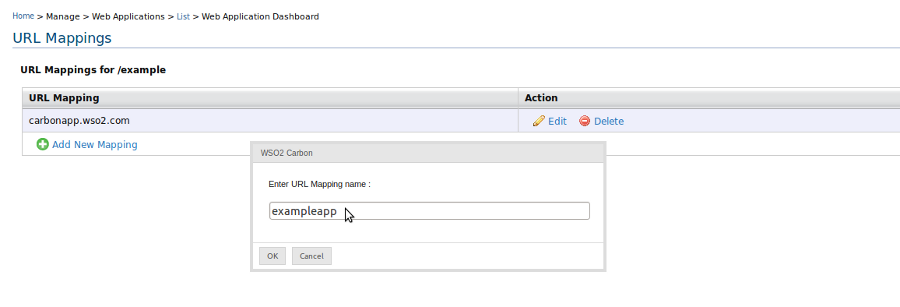 Home > Manage > Web Applications > List > Web Application Dashboard
URL Mappings
URL Mappings for /example
URL Mapping Action
carbonapp.wso2.com Edit Delete
Add New Mapping
WSO2 Carbon
Enter URL Mapping name :
exampleapp
OK Cancel